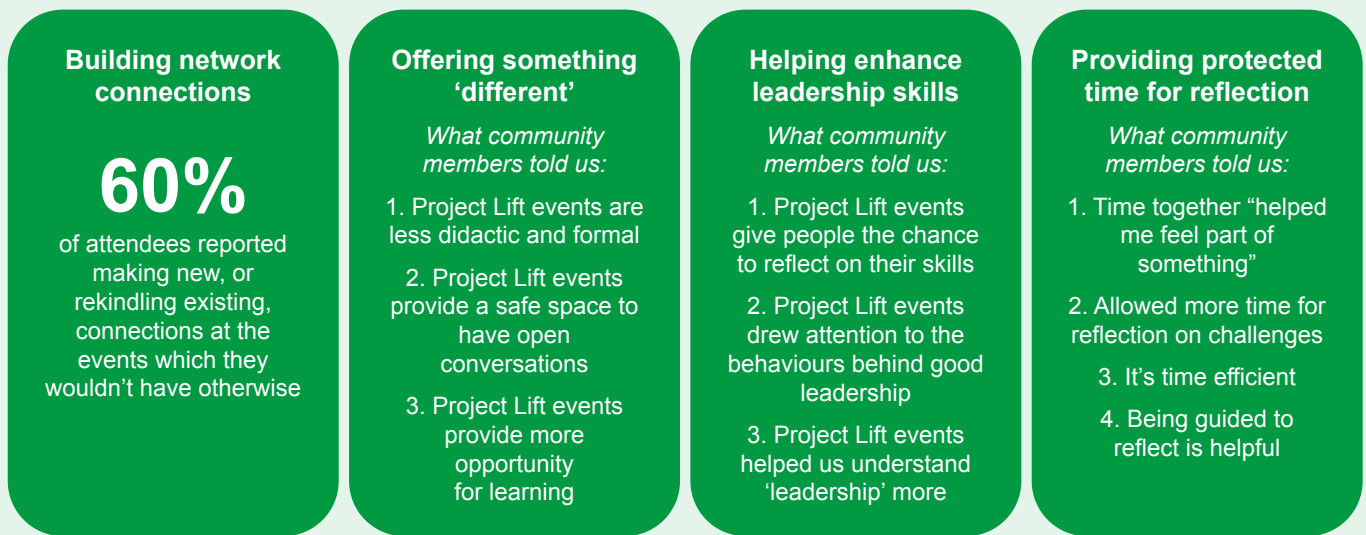 Building network
connections
60%
of attendees reported
making new, or
rekindling existing,
connections at the
events which they
wouldn’t have otherwise
Offering something
‘different’
What community
members told us:
1. Project Lift events are
less didactic and formal
2. Project Lift events
provide a safe space to
have open
conversations
3. Project Lift events
provide more
opportunity
for learning
Helping enhance
leadership skills
What community
members told us:
1. Project Lift events
give people the chance
to reflect on their skills
2. Project Lift events
drew attention to the
behaviours behind good
leadership
3. Project Lift events
helped us understand
‘leadership’ more
Providing protected
time for reflection
What community
members told us:
1. Time together “helped
me feel part of
something”
2. Allowed more time for
reflection on challenges
3. It’s time efficient
4. Being guided to
reflect is helpful